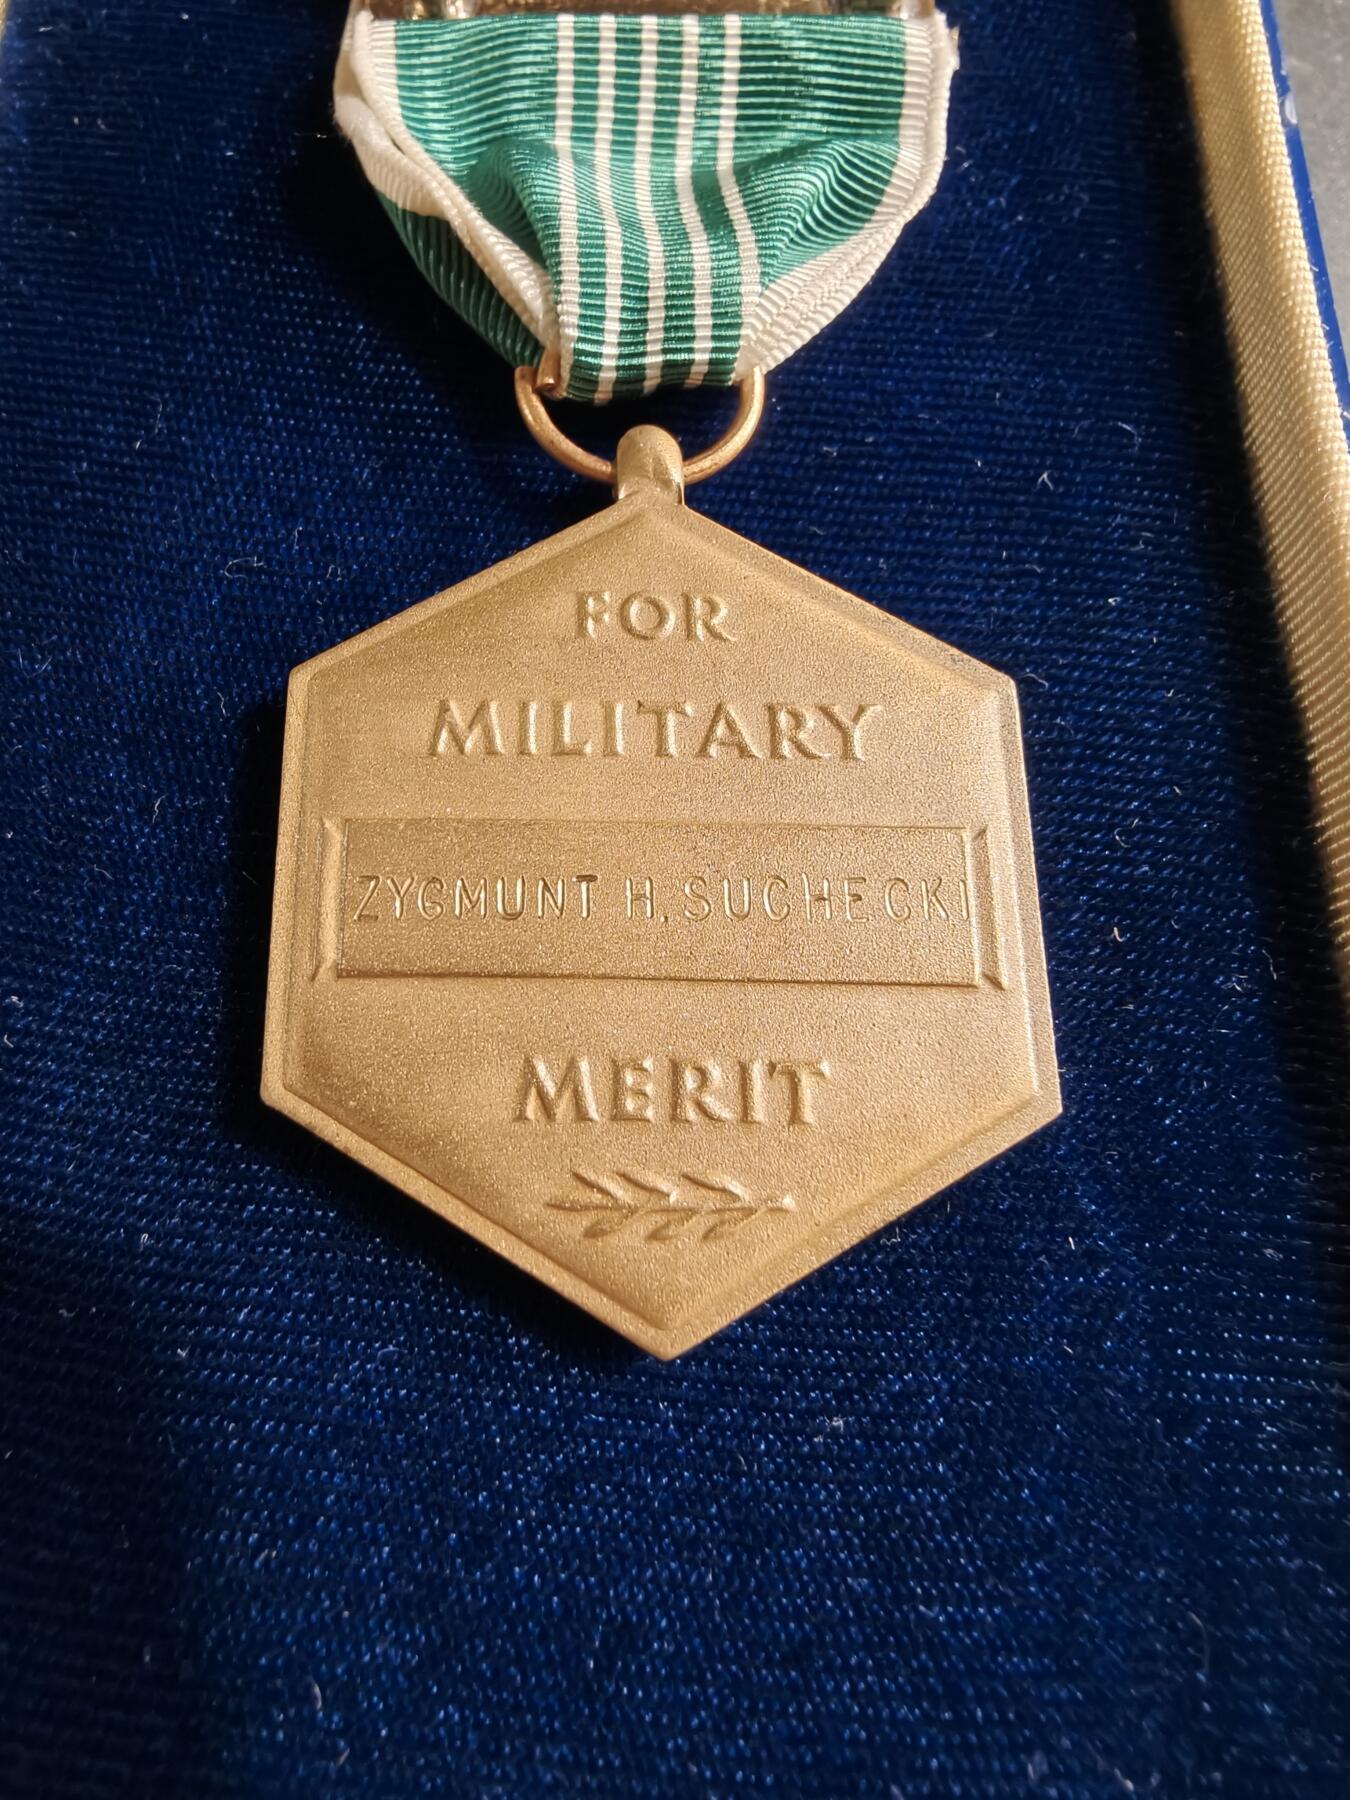 FOR
MILITARY
ZYGMUNT H. SUCHECKI
MERIT